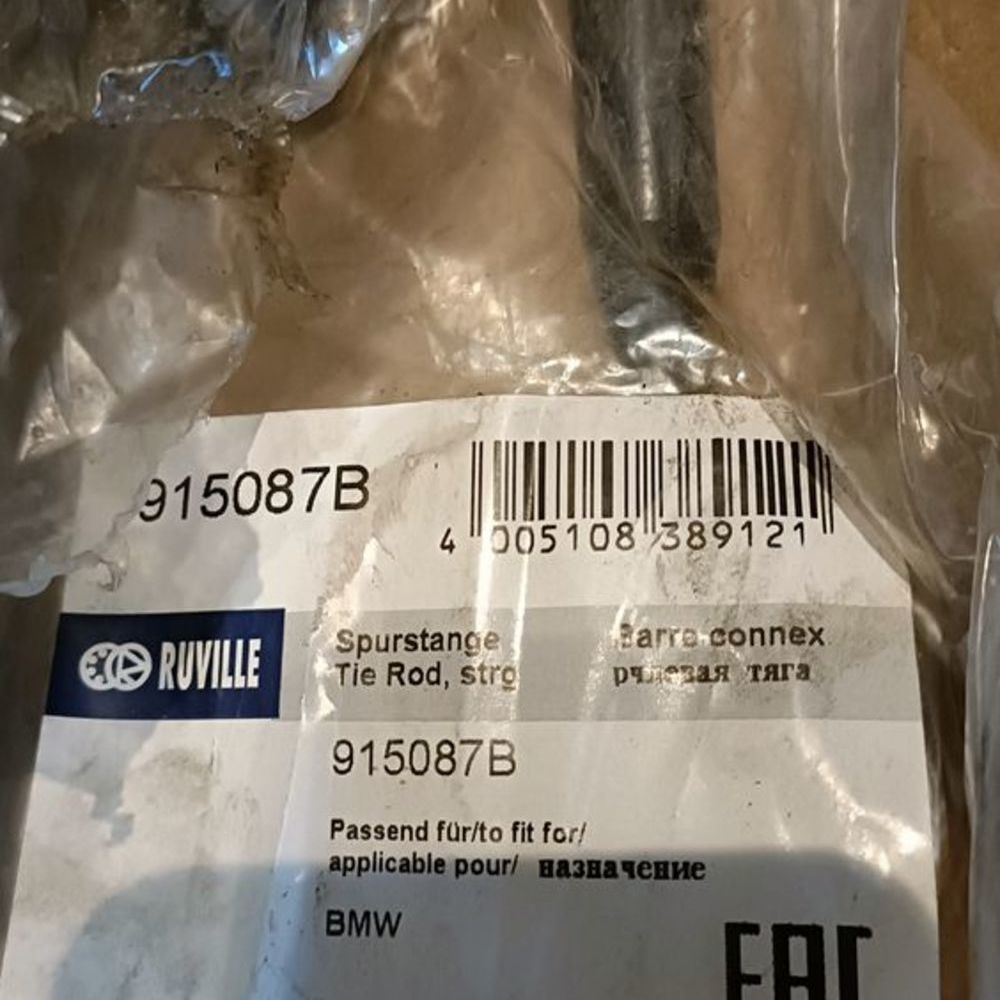 915087B
4 005108 389121
RUVILLE
Spurstange
Barre connex
Tie Rod, strg
рулевая тяга
915087B
Passend für/to fit for/
applicable pour/ назначение
BMW
EAC